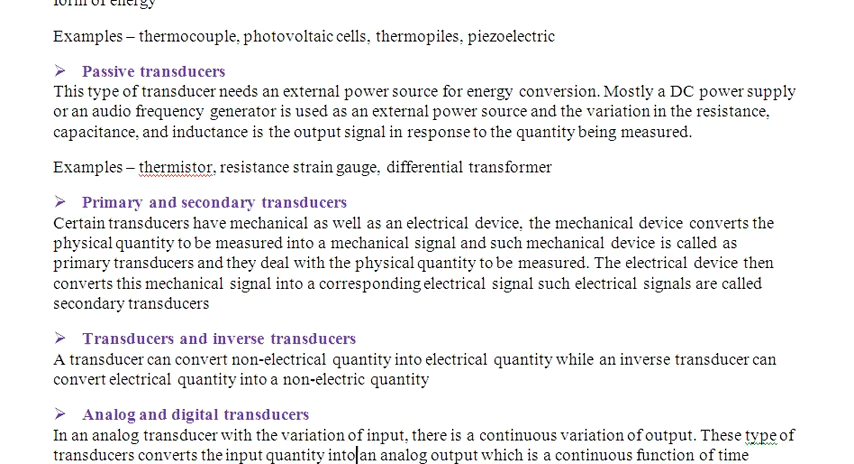 form of energy
Examples – thermocouple, photovoltaic cells, thermopiles, piezoelectric
➢ Passive transducers
This type of transducer needs an external power source for energy conversion. Mostly a DC power supply
or an audio frequency generator is used as an external power source and the variation in the resistance,
capacitance, and inductance is the output signal in response to the quantity being measured.
Examples – thermistor, resistance strain gauge, differential transformer
➢ Primary and secondary transducers
Certain transducers have mechanical as well as an electrical device, the mechanical device converts the
physical quantity to be measured into a mechanical signal and such mechanical device is called as
primary transducers and they deal with the physical quantity to be measured. The electrical device then
converts this mechanical signal into a corresponding electrical signal such electrical signals are called
secondary transducers
➢ Transducers and inverse transducers
A transducer can convert non-electrical quantity into electrical quantity while an inverse transducer can
convert electrical quantity into a non-electric quantity
➢ Analog and digital transducers
In an analog transducer with the variation of input, there is a continuous variation of output. These type of
transducers converts the input quantity into an analog output which is a continuous function of time